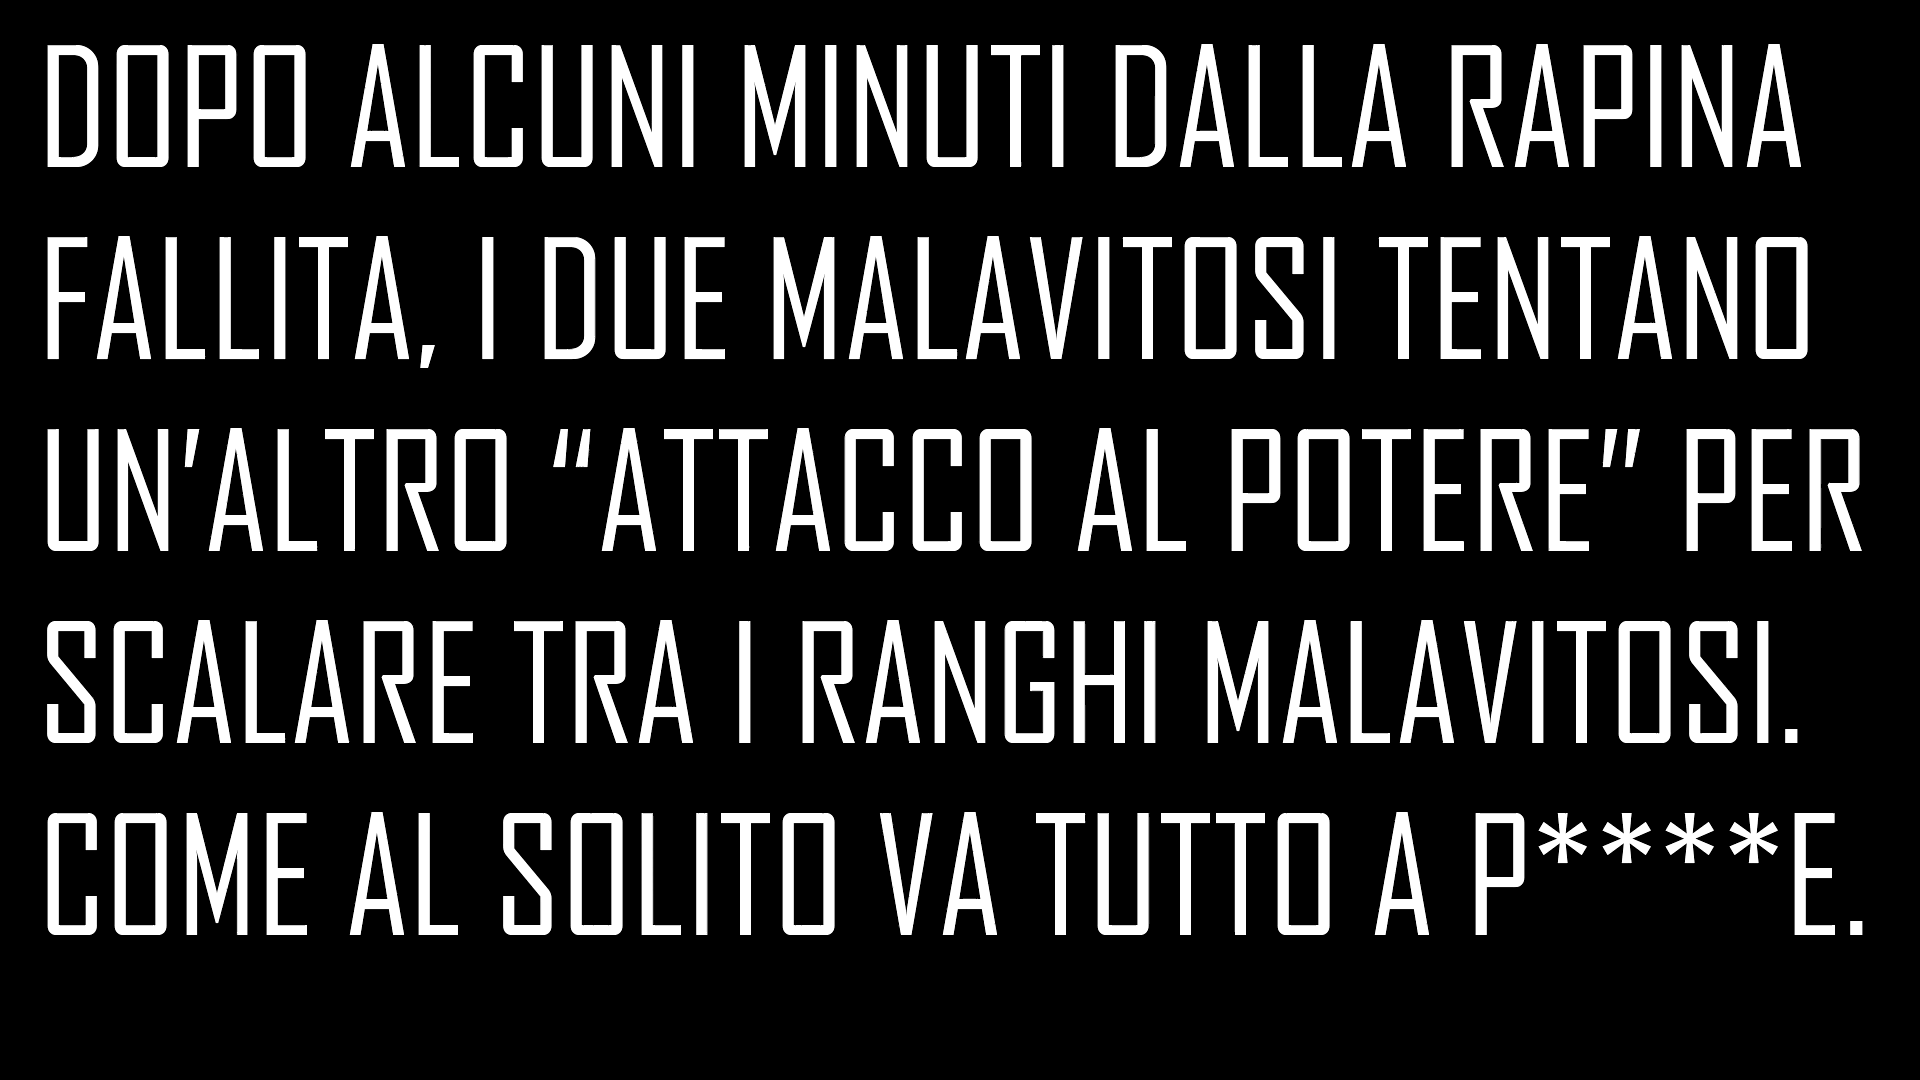 DOPO ALCUNI MINUTI DALLA RAPINA
FALLITA, I DUE MALAVITOSI TENTANO
UN’ALTRO “ATTACCO AL POTERE” PER
SCALARE TRA I RANGHI MALAVITOSI.
COME AL SOLITO VA TUTTO A P****E.